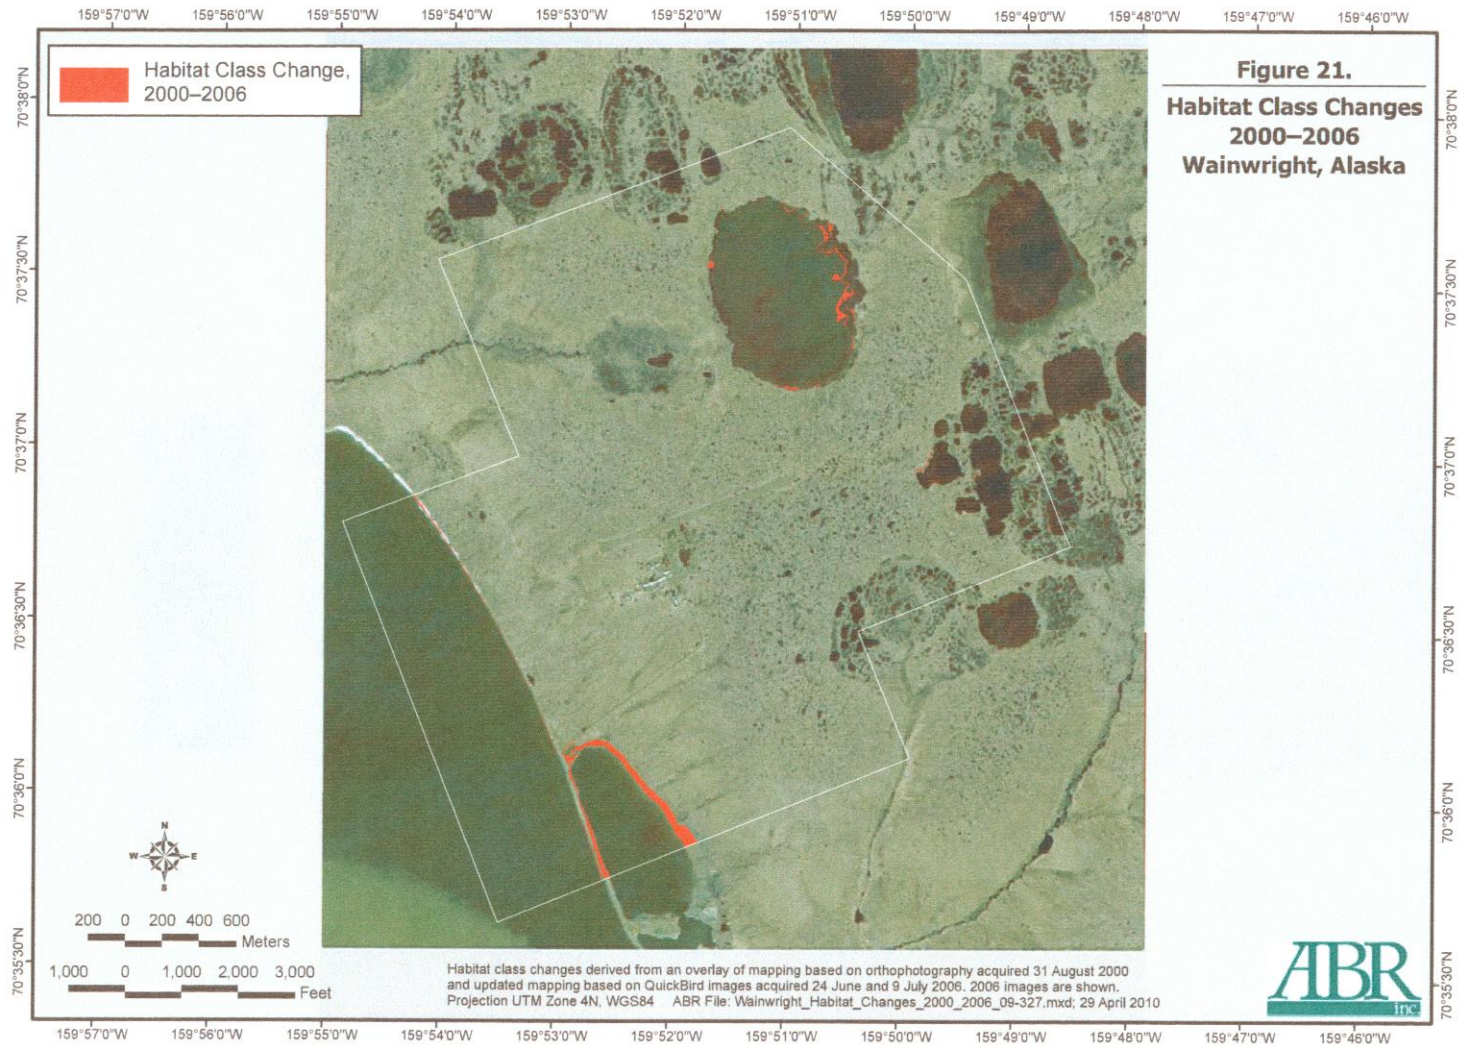 159°57'0"W 159°56'0"W 159°55'0"W 159°54'0"W 159°53'0"W 159°52'0"W 159°51'0"W 159°50'0"W 159°49'0"W 159°48'0"W 159°47'0"W 159°46'0"W
Habitat Class Change,
2000–2006
Figure 21.
Habitat Class Changes
2000–2006
Wainwright, Alaska
70°38'0"N
70°37'30"N
70°37'0"N
70°36'30"N
70°36'0"N
70°35'30"N
70°38'0"N
70°37'30"N
70°37'0"N
70°36'30"N
70°36'0"N
70°35'30"N
N
W E
S
200 0 200 400 600
Meters
1,000 0 1,000 2,000 3,000
Feet
Habitat class changes derived from an overlay of mapping based on orthophotography acquired 31 August 2000
and updated mapping based on QuickBird images acquired 24 June and 9 July 2006. 2006 images are shown.
Projection UTM Zone 4N, WGS84 ABR File: Wainwright_Habitat_Changes_2000_2006_09-327.mxd; 29 April 2010
ABR
inc.
159°57'0"W 159°56'0"W 159°55'0"W 159°54'0"W 159°53'0"W 159°52'0"W 159°51'0"W 159°50'0"W 159°49'0"W 159°48'0"W 159°47'0"W 159°46'0"W